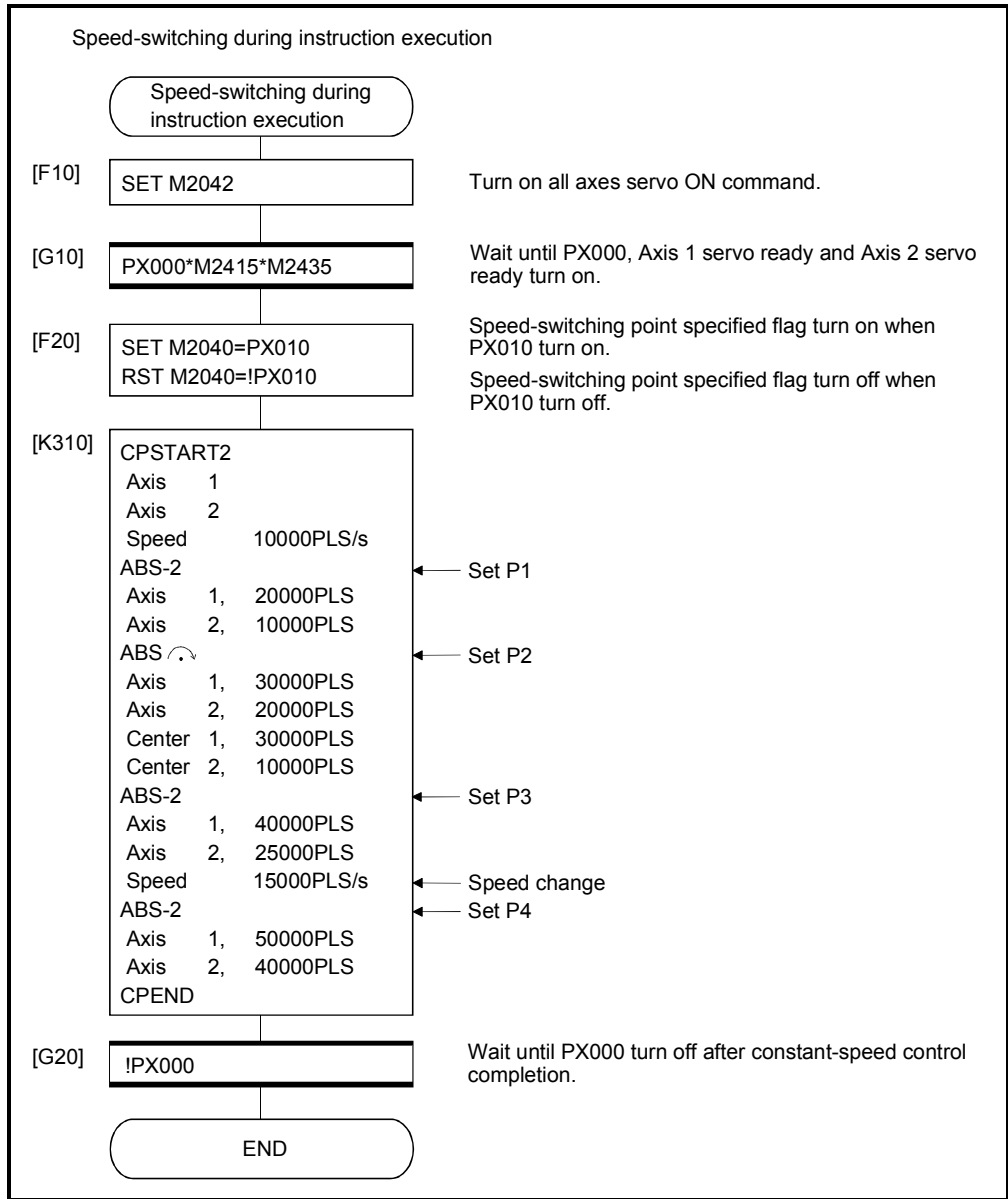 Speed-switching during instruction execution
Speed-switching during
instruction execution
[F10]
SET M2042
Turn on all axes servo ON command.
[G10]
PX000*M2415*M2435
Wait until PX000, Axis 1 servo ready and Axis 2 servo
ready turn on.
[F20]
SET M2040=PX010
RST M2040=!PX010
Speed-switching point specified flag turn on when
PX010 turn on.
Speed-switching point specified flag turn off when
PX010 turn off.
[K310]
CPSTART2
Axis 1
Axis 2
Speed 10000PLS/s
ABS-2 Set P1
Axis 1, 20000PLS
Axis 2, 10000PLS
ABS Set P2
Axis 1, 30000PLS
Axis 2, 20000PLS
Center 1, 30000PLS
Center 2, 10000PLS
ABS-2 Set P3
Axis 1, 40000PLS
Axis 2, 25000PLS
Speed 15000PLS/s Speed change
ABS-2 Set P4
Axis 1, 50000PLS
Axis 2, 40000PLS
CPEND
[G20]
!PX000
Wait until PX000 turn off after constant-speed control
completion.
END